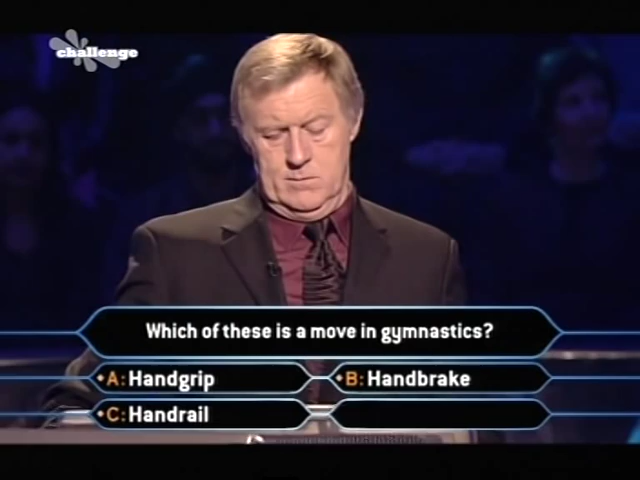 challenge
Which of these is a move in gymnastics?
A: Handgrip
B: Handbrake
C: Handrail